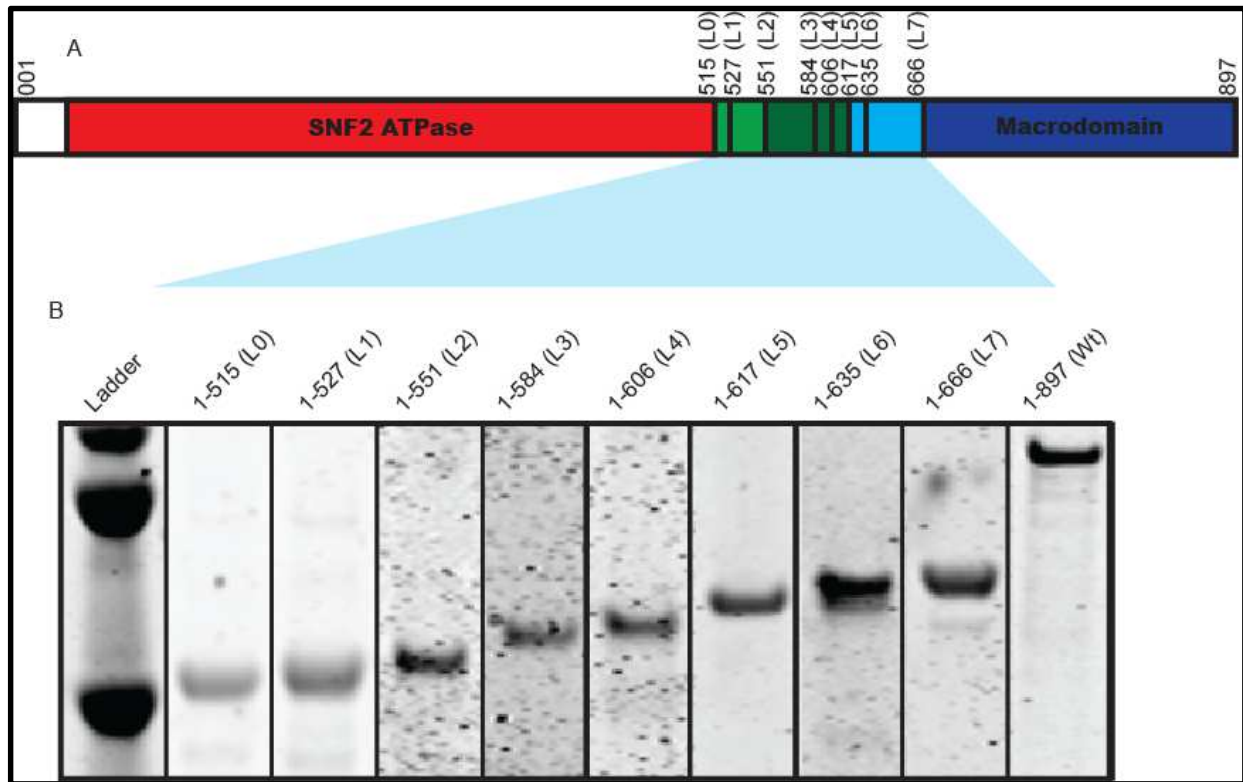 A
001
515 (L0)
527 (L1)
551 (L2)
584 (L3)
606 (L4)
617 (L5)
635 (L6)
666 (L7)
897
SNF2 ATPase
Macrodomain
B
Ladder
1-515 (L0)
1-527 (L1)
1-551 (L2)
1-584 (L3)
1-606 (L4)
1-617 (L5)
1-635 (L6)
1-666 (L7)
1-897 (Wt)